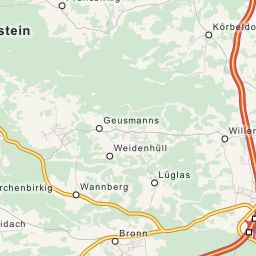 Körbeldo
stein
Geusmanns
Willen
Weidenhüll
Lüglas
rchenbirkig
Wannberg
idach
Bronn